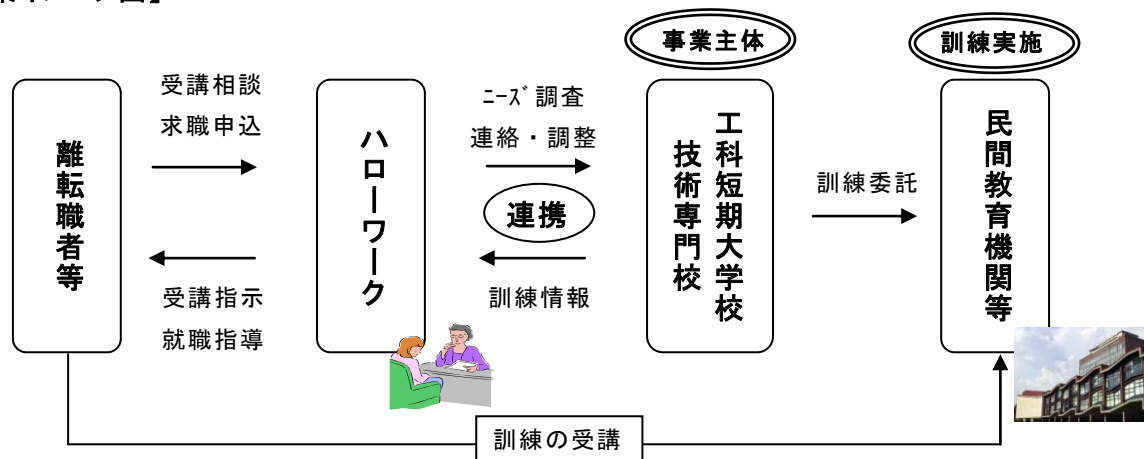 事業主体
訓練実施
受講相談
求職申込
離転職者等
受講指示
就職指導
ハローワーク
ﾆｰｽﾞ調査
連絡・調整
連携
訓練情報
工科短期大学校
技術専門校
訓練委託
民間教育機関等
訓練の受講